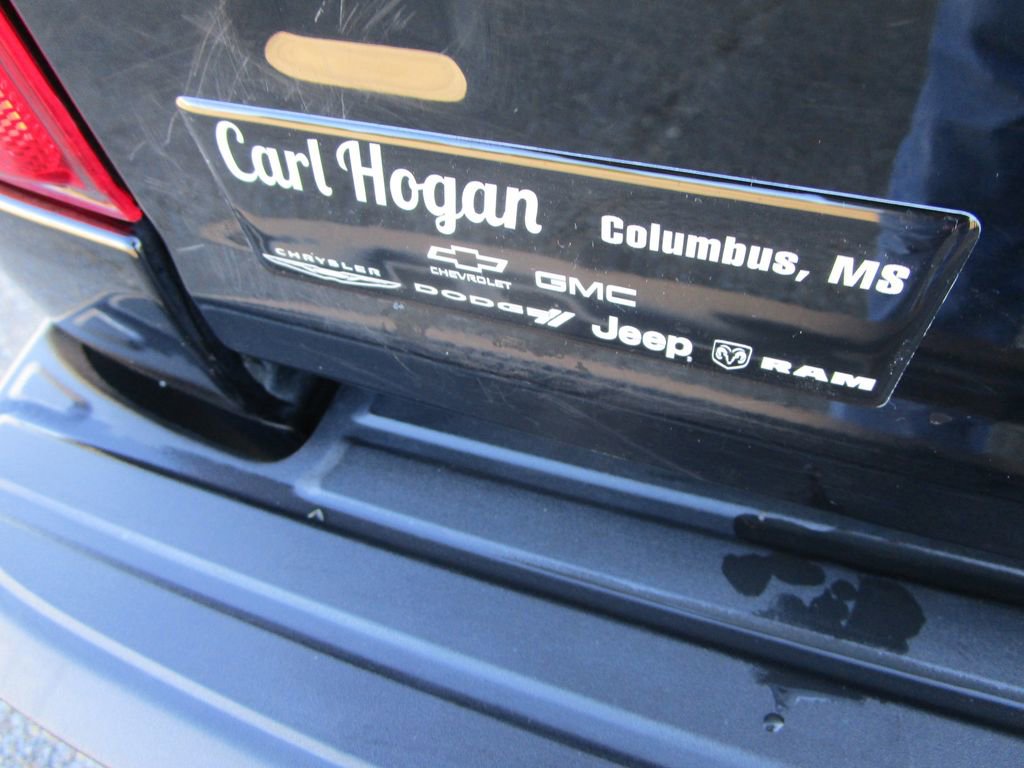 Carl Hogan
Columbus, MS
CHRYSLER CHEVROLET GMC
DODGE Jeep RAM